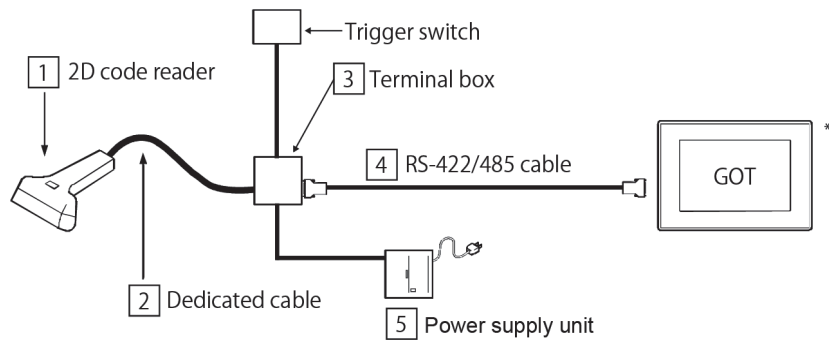 Trigger switch
1 2D code reader
3 Terminal box
*
4 RS-422/485 cable
GOT
2 Dedicated cable
5 Power supply unit